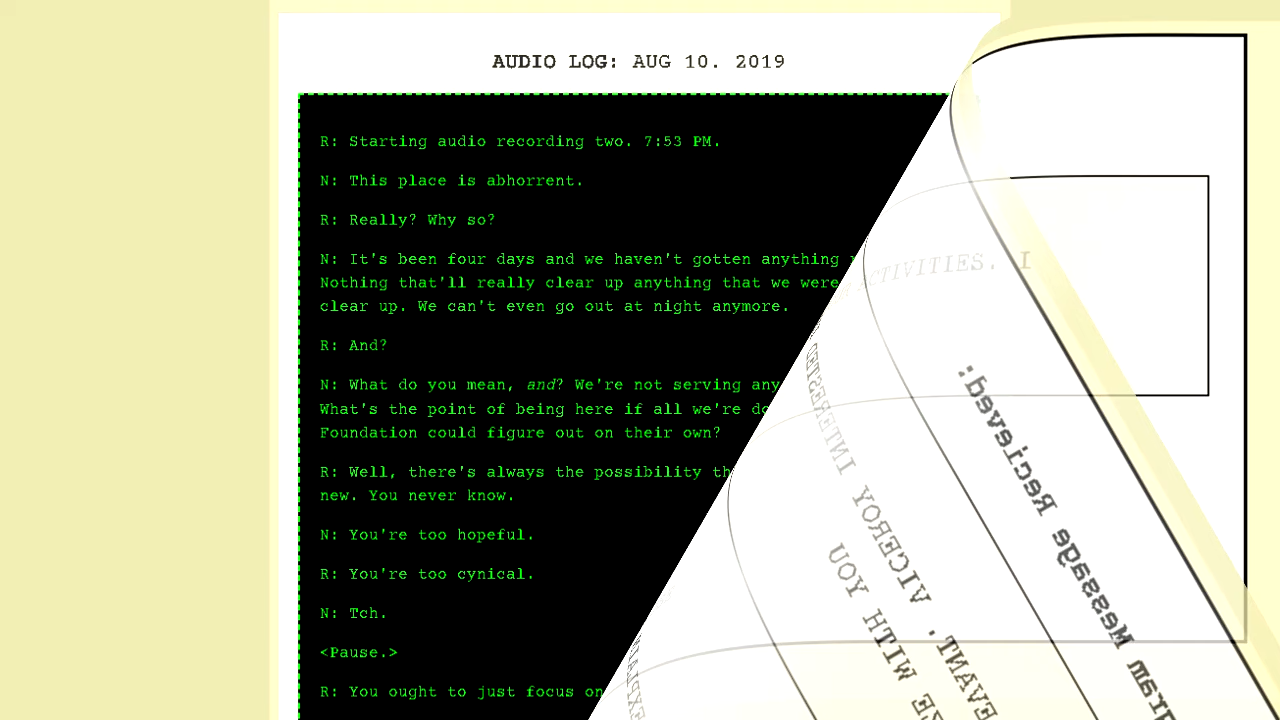 AUDIO LOG: AUG 10. 2019
R: Starting audio recording two. 7:53 PM.
N: This place is abhorrent.
R: Really? Why so?
N: It's been four days and we haven't gotten anything
Nothing that'll really clear up anything that we were
clear up. We can't even go out at night anymore.
R: And?
N: What do you mean, and? We're not serving any
What's the point of being here if all we're do
Foundation could figure out on their own?
R: Well, there's always the possibility th
new. You never know.
N: You're too hopeful.
R: You're too cynical.
N: Tch.
<Pause.>
R: You ought to just focus on
ACTIVITIES. I
gram Message Recieved:
EVANT, VICEROY INTERESTED
WITH YOU